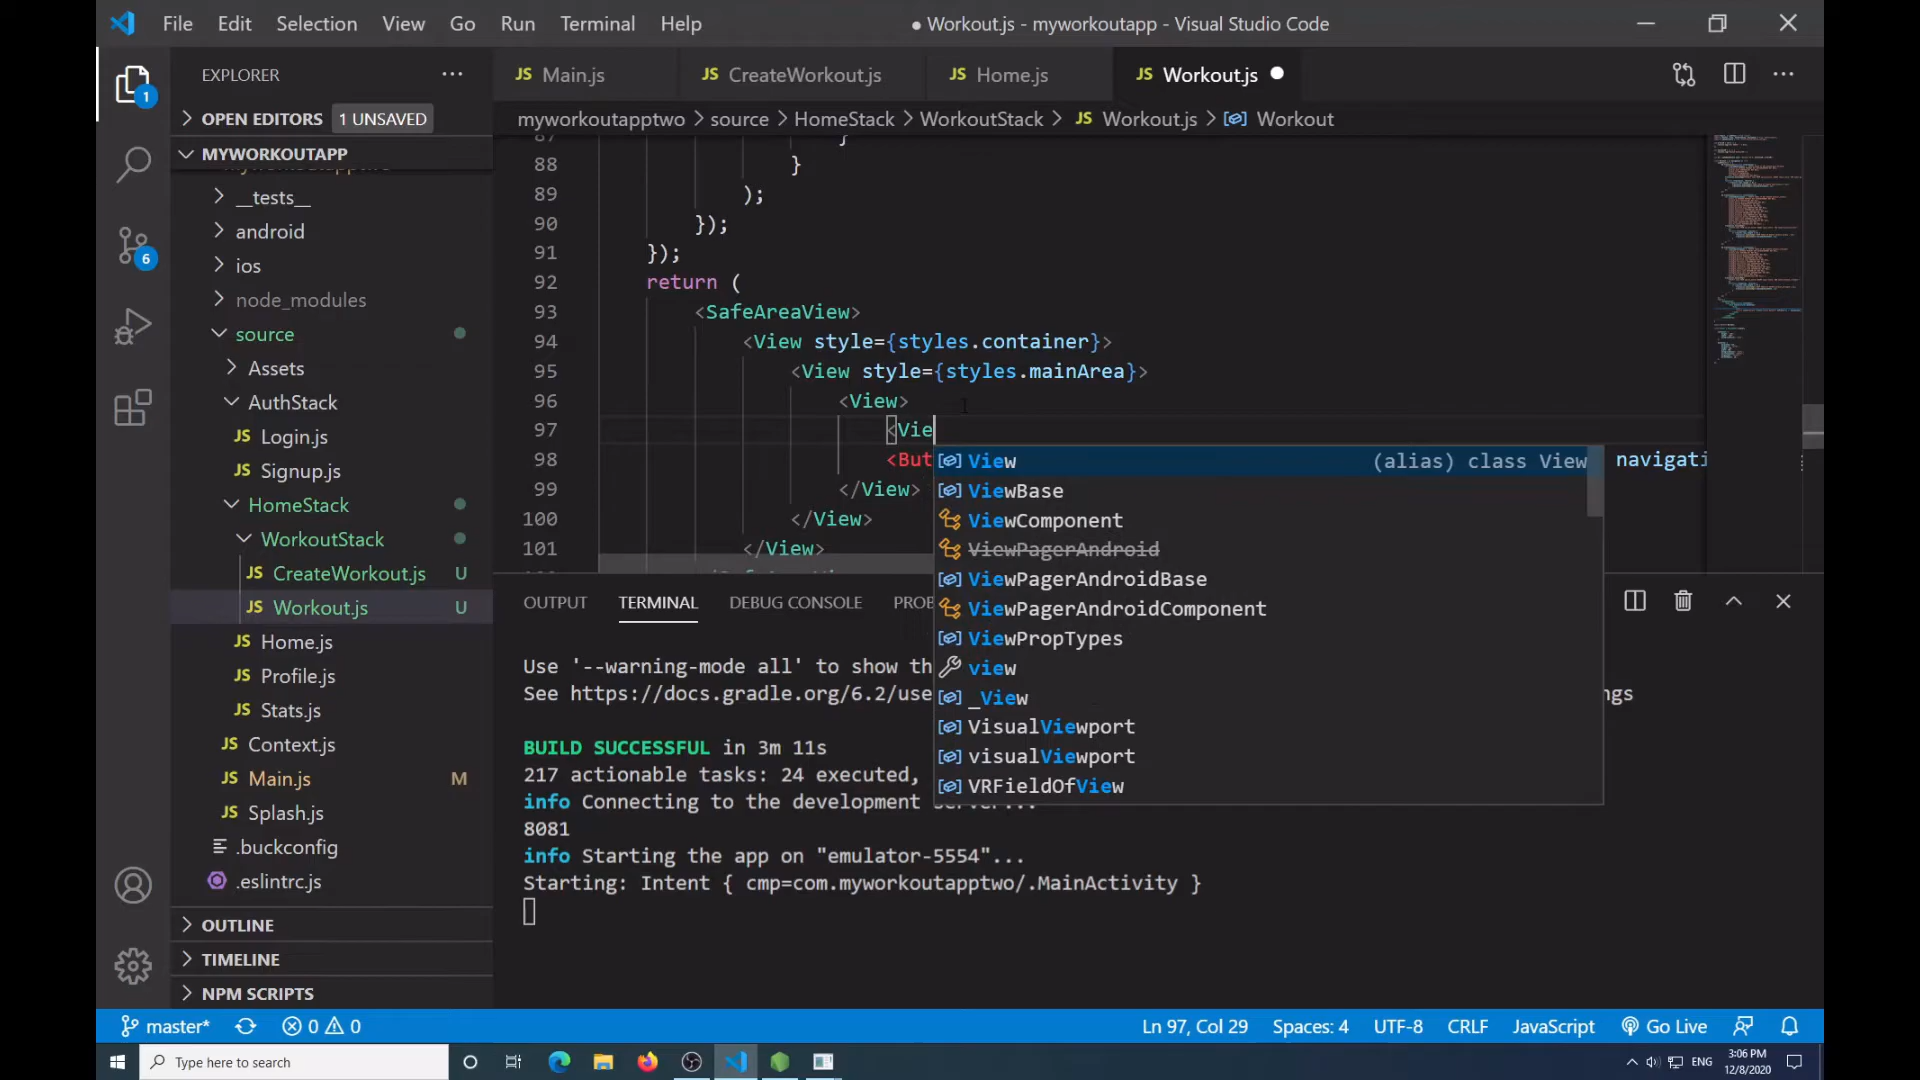 File Edit Selection View Go Run Terminal Help
● Workout.js - myworkoutapp - Visual Studio Code
EXPLORER
OPEN EDITORS 1 UNSAVED
MYWORKOUTAPP
__tests__
android
ios
node_modules
source
Assets
AuthStack
JS Login.js
JS Signup.js
HomeStack
WorkoutStack
JS CreateWorkout.js U
JS Workout.js U
JS Home.js
JS Profile.js
JS Stats.js
JS Context.js
JS Main.js M
JS Splash.js
.buckconfig
.eslintrc.js
OUTLINE
TIMELINE
NPM SCRIPTS
1
6
JS Main.js JS CreateWorkout.js JS Home.js JS Workout.js
myworkoutapptwo > source > HomeStack > WorkoutStack > JS Workout.js > Workout
87 }
88 }
89 );
90 });
91 });
92 return (
93 <SafeAreaView>
94 <View style={styles.container}>
95 <View style={styles.mainArea}>
96 <View>
97 <Vie
98 <But navigati
99 </View>
100 </View>
101 </View>
View (alias) class View
ViewBase
ViewComponent
ViewPagerAndroid
ViewPagerAndroidBase
ViewPagerAndroidComponent
ViewPropTypes
view
_View
VisualViewport
visualViewport
VRFieldOfView
OUTPUT TERMINAL DEBUG CONSOLE PROB
Use '--warning-mode all' to show th
See https://docs.gradle.org/6.2/use ngs
BUILD SUCCESSFUL in 3m 11s
217 actionable tasks: 24 executed,
info Connecting to the development server...
8081
info Starting the app on "emulator-5554"...
Starting: Intent { cmp=com.myworkoutapptwo/.MainActivity }
master* 0 0 Ln 97, Col 29 Spaces: 4 UTF-8 CRLF JavaScript Go Live
Type here to search
ENG
3:06 PM
12/8/2020